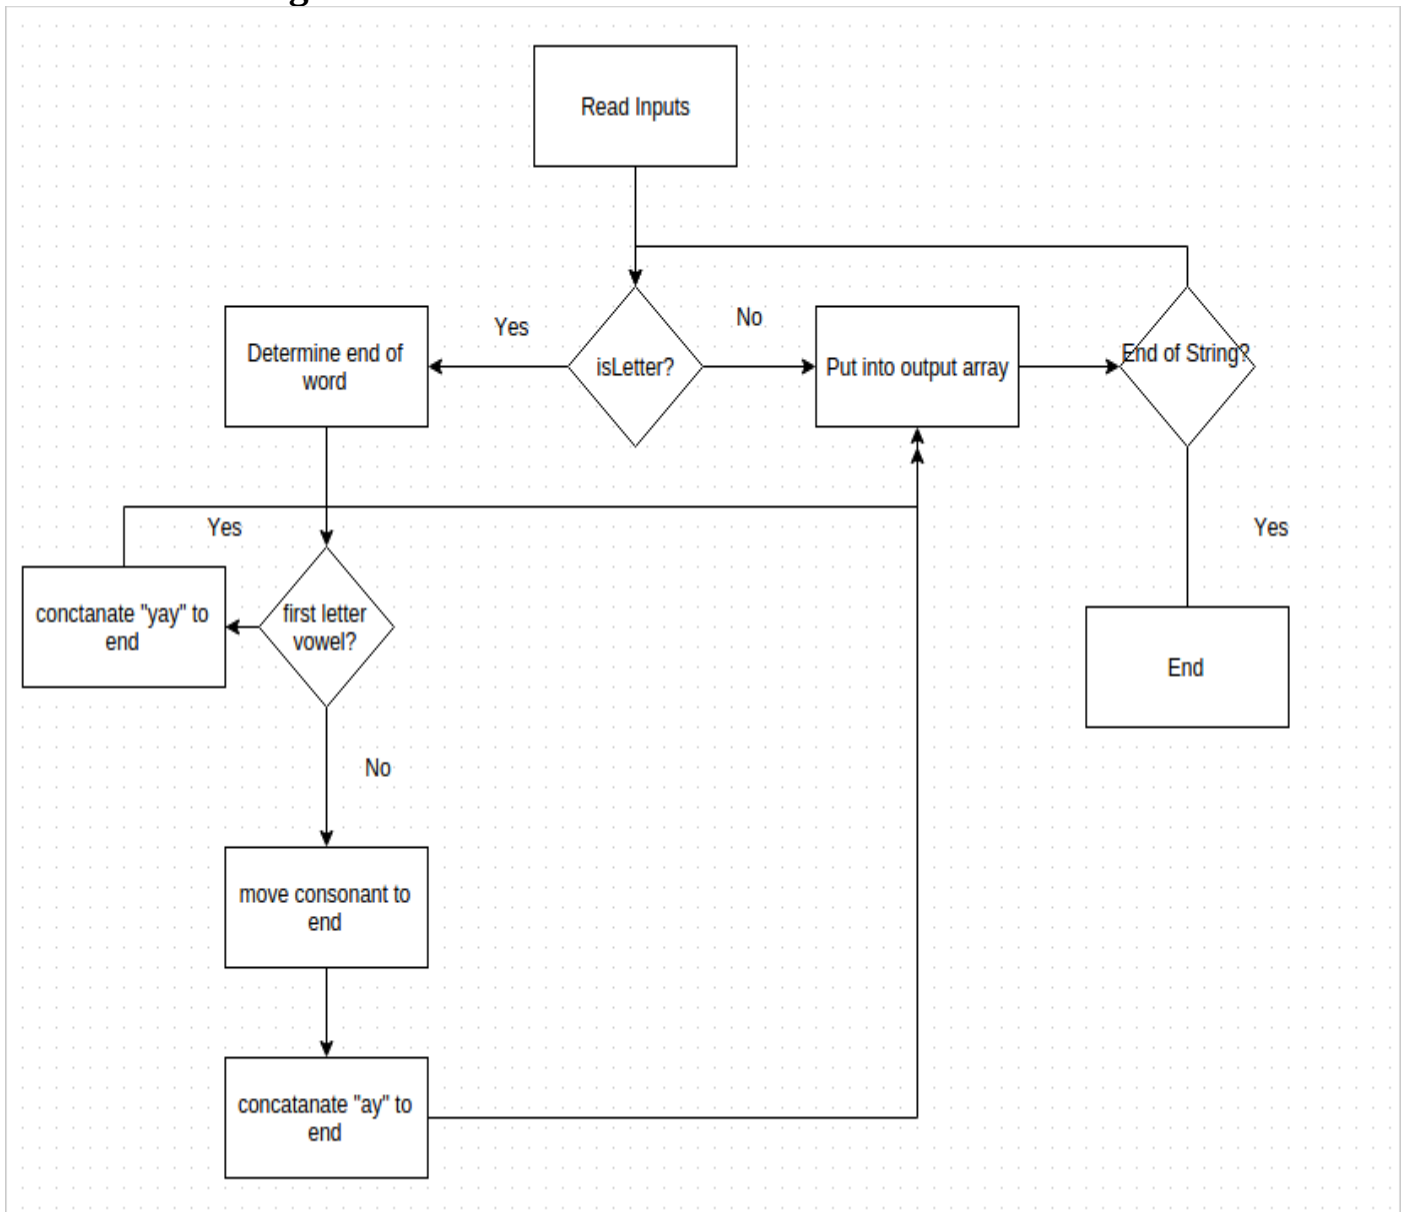 Read Inputs
Yes
No
Determine end of
word
isLetter?
Put into output array
End of String?
Yes
Yes
conctanate "yay" to
end
first letter
vowel?
End
No
move consonant to
end
concatanate "ay" to
end